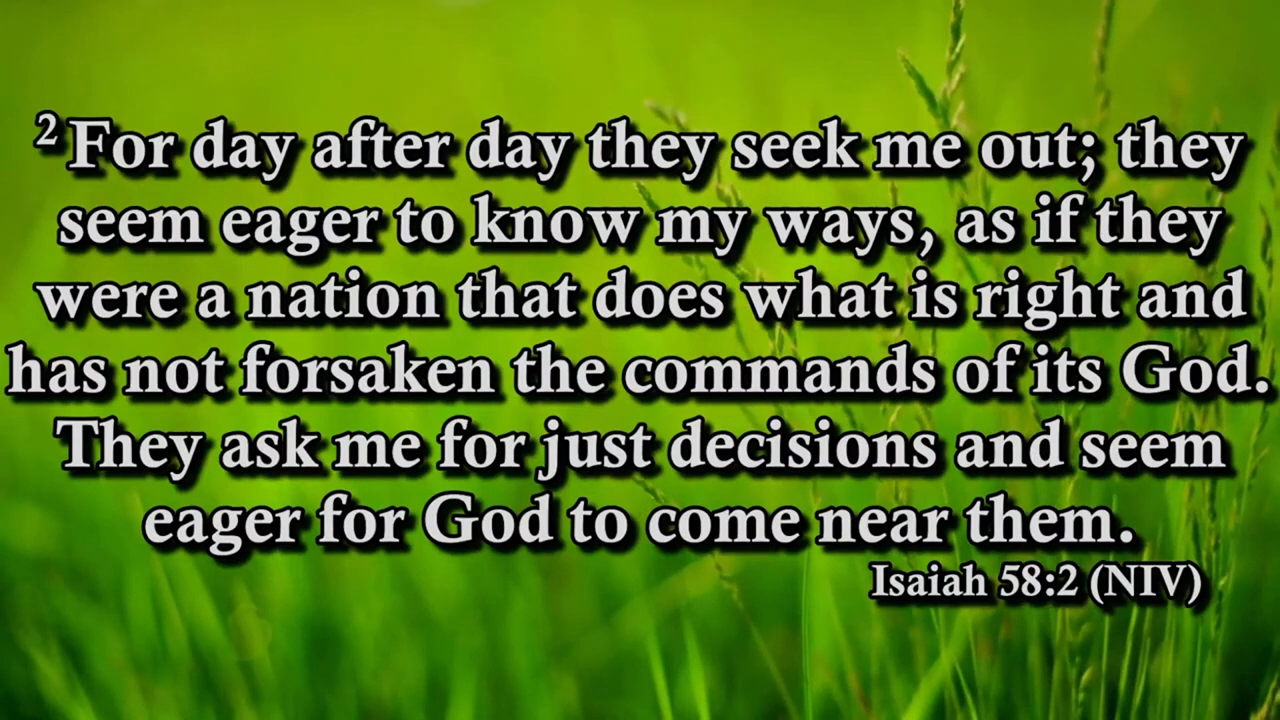 2 For day after day they seek me out; they
seem eager to know my ways, as if they
were a nation that does what is right and
has not forsaken the commands of its God.
They ask me for just decisions and seem
eager for God to come near them.
Isaiah 58:2 (NIV)